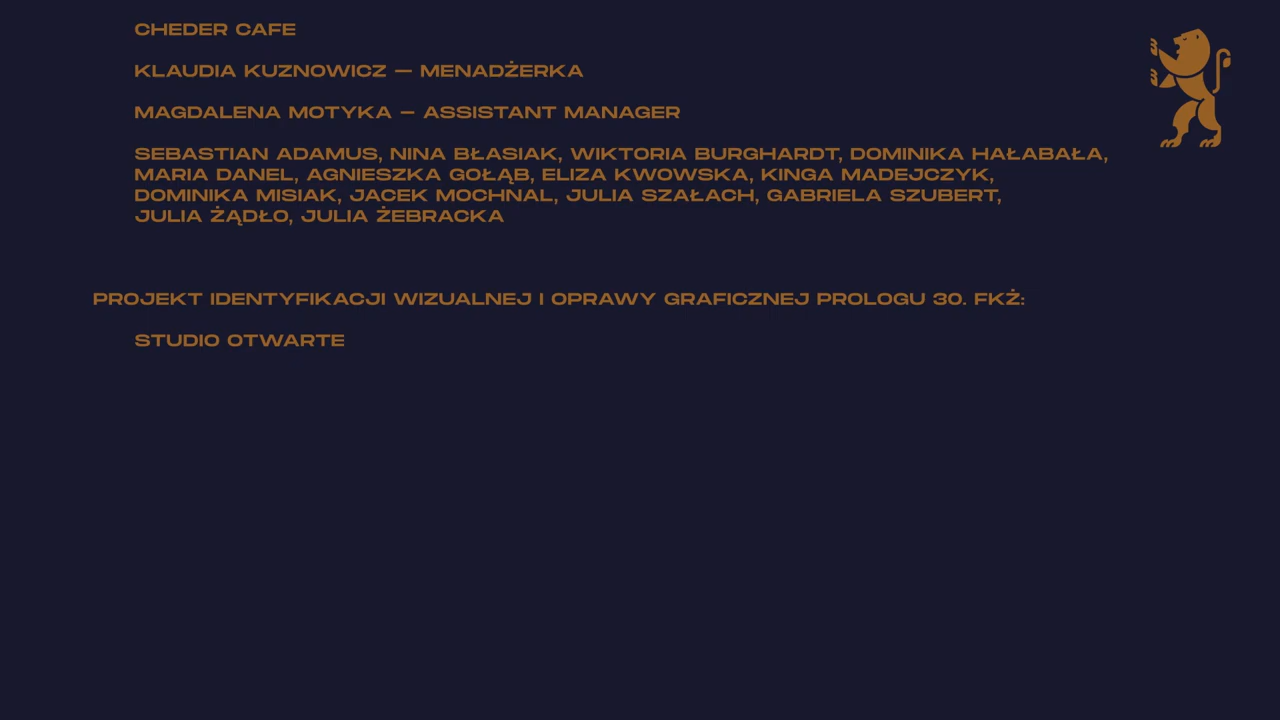 CHEDER CAFE
KLAUDIA KUZNOWICZ – MENADŻERKA
MAGDALENA MOTYKA – ASSISTANT MANAGER
SEBASTIAN ADAMUS, NINA BŁASIAK, WIKTORIA BURGHARDT, DOMINIKA HAŁABAŁA,
MARIA DANEL, AGNIESZKA GOŁĄB, ELIZA KWOWSKA, KINGA MADEJCZYK,
DOMINIKA MISIAK, JACEK MOCHNAL, JULIA SZAŁACH, GABRIELA SZUBERT,
JULIA ŻĄDŁO, JULIA ŻEBRACKA
PROJEKT IDENTYFIKACJI WIZUALNEJ I OPRAWY GRAFICZNEJ PROLOGU 30. FKŻ:
STUDIO OTWARTE